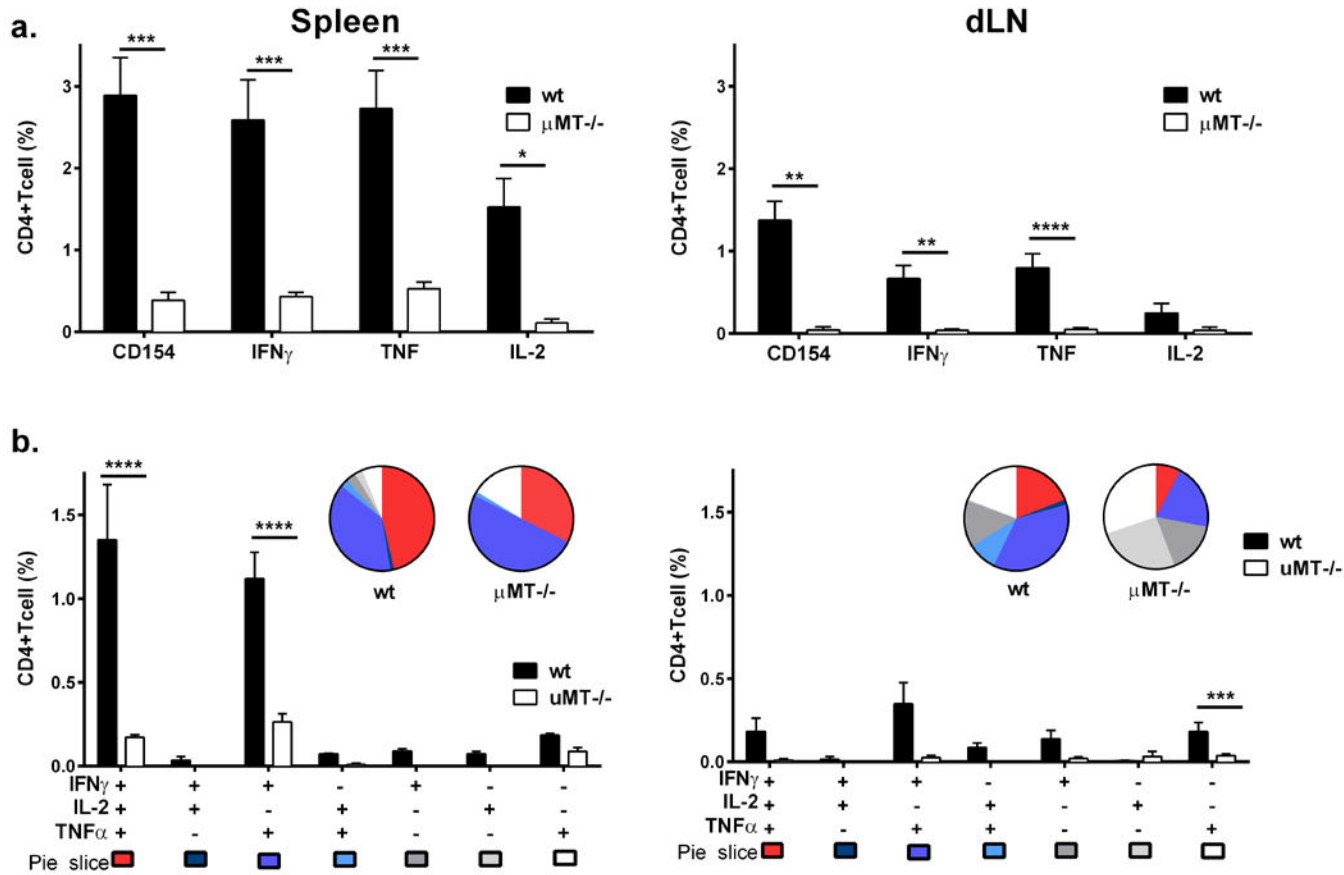 a.
Spleen
***
***
***
*
wt
μMT-/-
CD4+Tcell (%)
3
2
1
0
CD154
IFNγ
TNF
IL-2
dLN
**
**
****
wt
μMT-/-
CD4+Tcell (%)
3
2
1
0
CD154
IFNγ
TNF
IL-2
b.
****
****
wt
μMT-/-
wt
uMT-/-
CD4+Tcell (%)
1.5
1.0
0.5
0.0
IFNγ + + + - + - -
IL-2 + + - + - + -
TNFα + - + + - - +
Pie slice
wt
μMT-/-
wt
uMT-/-
***
CD4+Tcell (%)
1.5
1.0
0.5
0.0
IFNγ + + + - + - -
IL-2 + + - + - + -
TNFα + - + + - - +
Pie slice